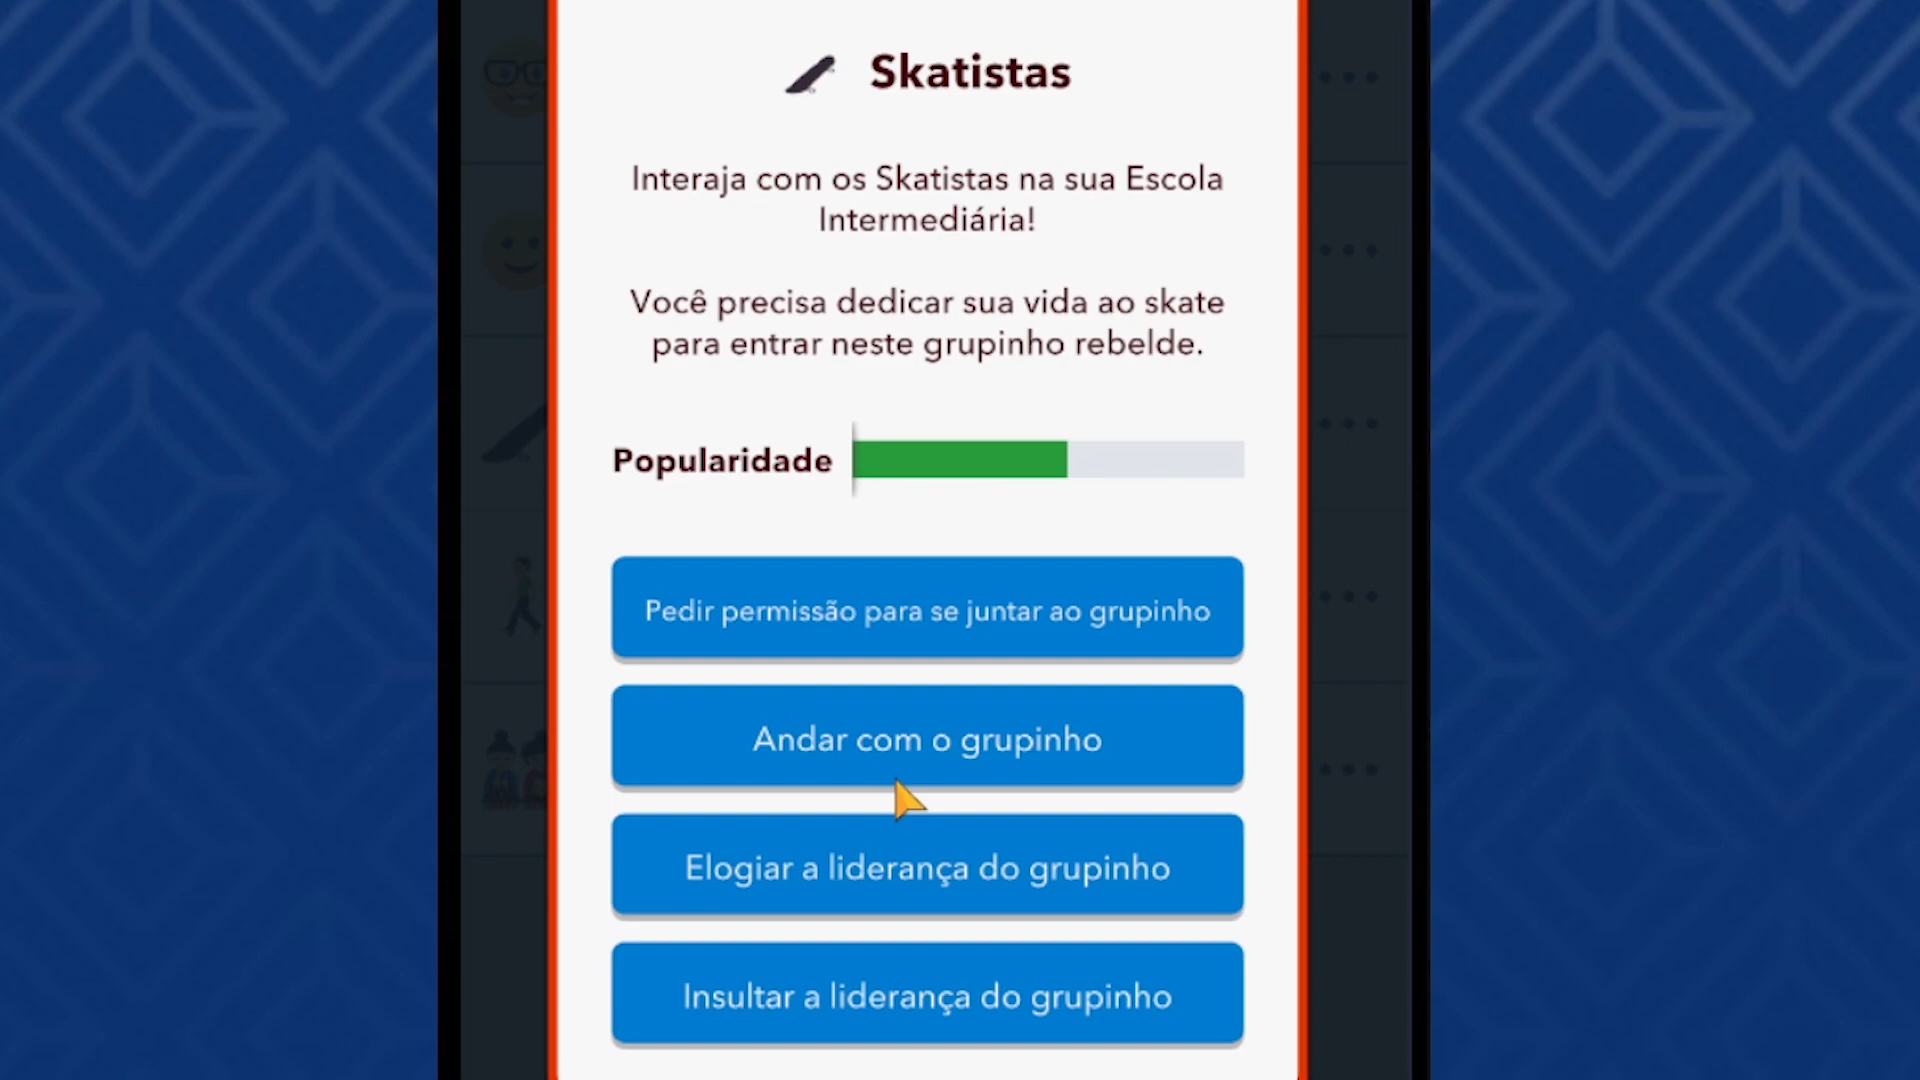 Skatistas
Interaja com os Skatistas na sua Escola
Intermediária!
Você precisa dedicar sua vida ao skate
para entrar neste grupinho rebelde.
Popularidade
Pedir permissão para se juntar ao grupinho
Andar com o grupinho
Elogiar a liderança do grupinho
Insultar a liderança do grupinho